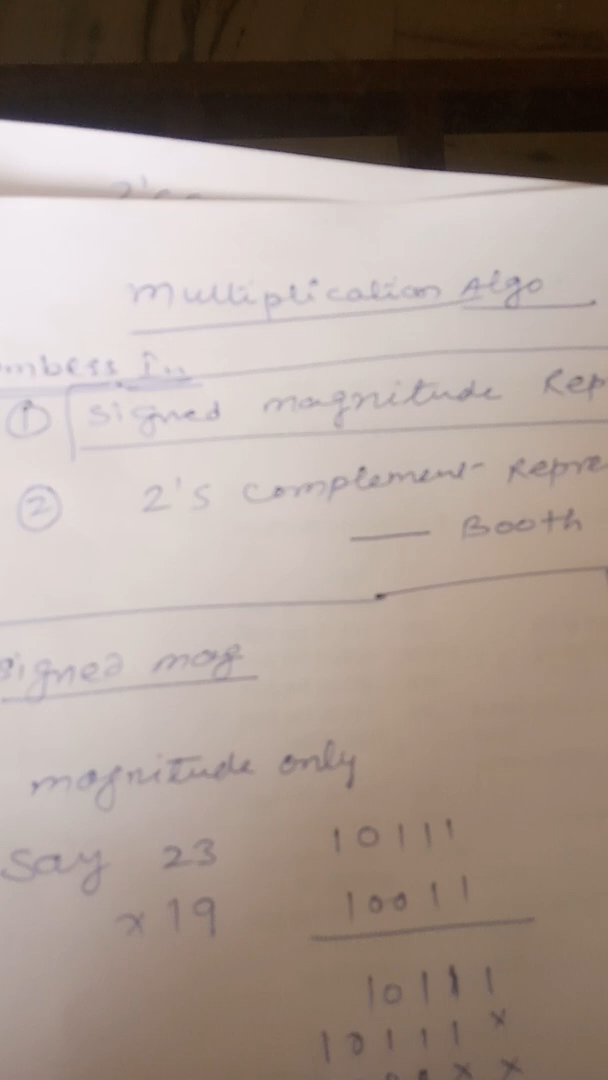 2's
Multiplication Algo
mbers In
① Signed magnitude Rep
② 2's complement Repre
— Booth
signed mag
magnitude only
Say 23 10111
x 19 10011
10111
10111 x
x x